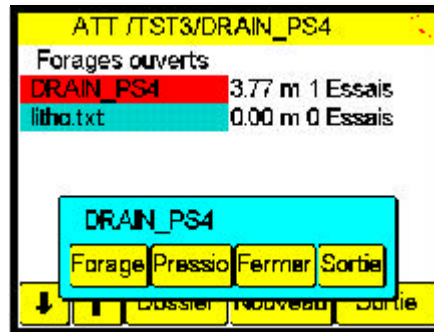 ATT /TST3/DRAIN_PS4
Forages ouverts
DRAIN_PS4 3.77 m 1 Essais
litho.txt 0.00 m 0 Essais
DRAIN_PS4
Forage Pressio Fermer Sortie
Dossier Nouveau Sortie